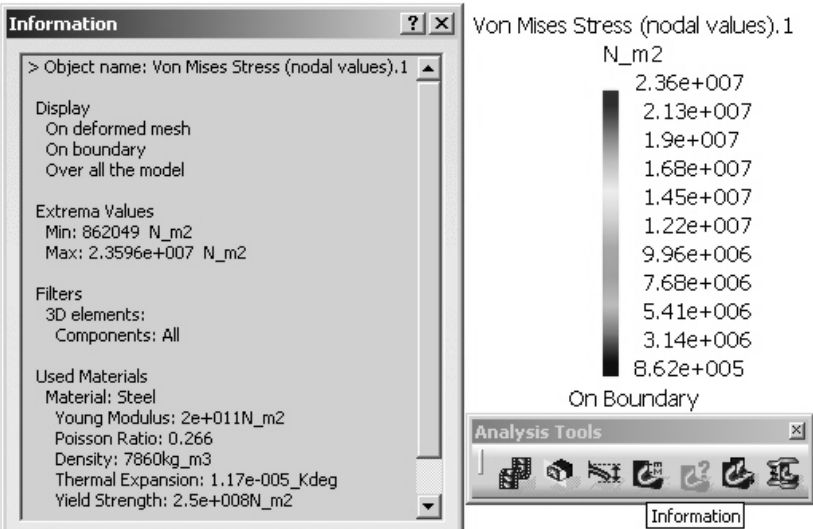 Information
> Object name: Von Mises Stress (nodal values).1
Display
On deformed mesh
On boundary
Over all the model
Extrema Values
Min: 862049 N_m2
Max: 2.3596e+007 N_m2
Filters
3D elements:
Components: All
Used Materials
Material: Steel
Young Modulus: 2e+011N_m2
Poisson Ratio: 0.266
Density: 7860kg_m3
Thermal Expansion: 1.17e-005_Kdeg
Yield Strength: 2.5e+008N_m2
Von Mises Stress (nodal values).1
N_m2
2.36e+007
2.13e+007
1.9e+007
1.68e+007
1.45e+007
1.22e+007
9.96e+006
7.68e+006
5.41e+006
3.14e+006
8.62e+005
On Boundary
Analysis Tools
Information